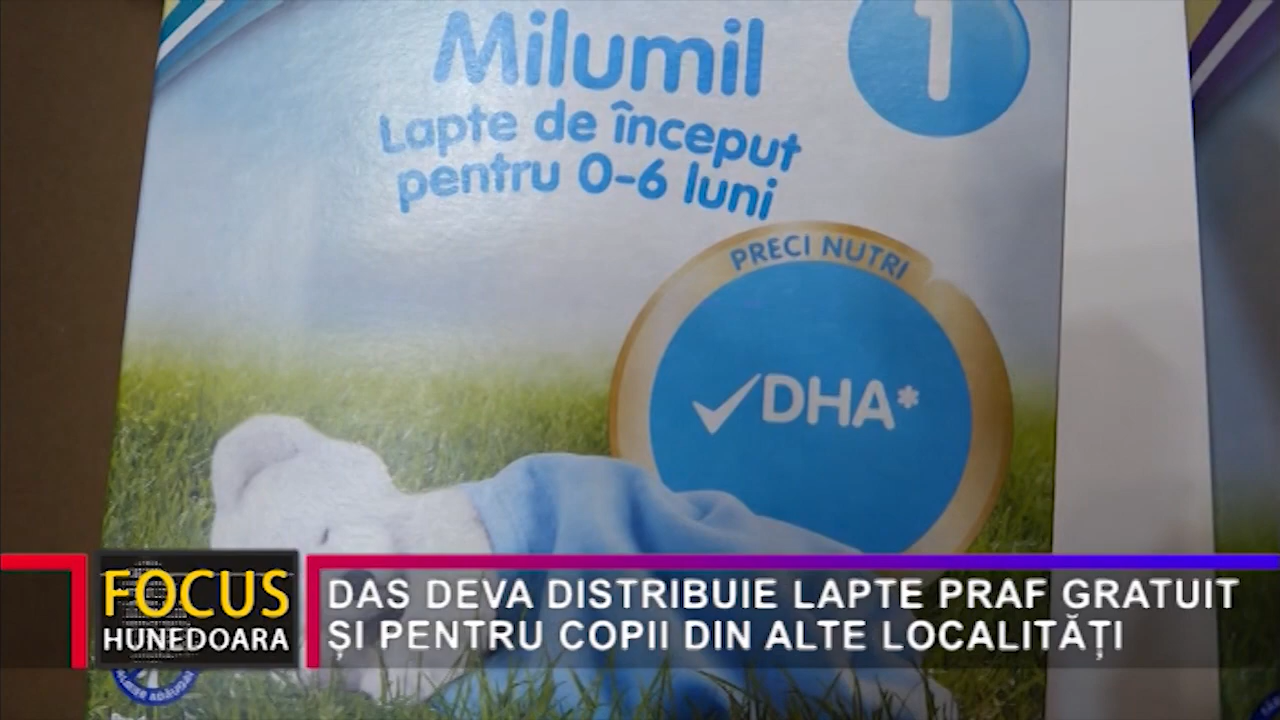 Milumil
1
Lapte de început
pentru 0-6 luni
PRECI NUTRI
✓DHA*
FOCUS
HUNEDOARA
DAS DEVA DISTRIBUIE LAPTE PRAF GRATUIT
ȘI PENTRU COPII DIN ALTE LOCALITĂȚI